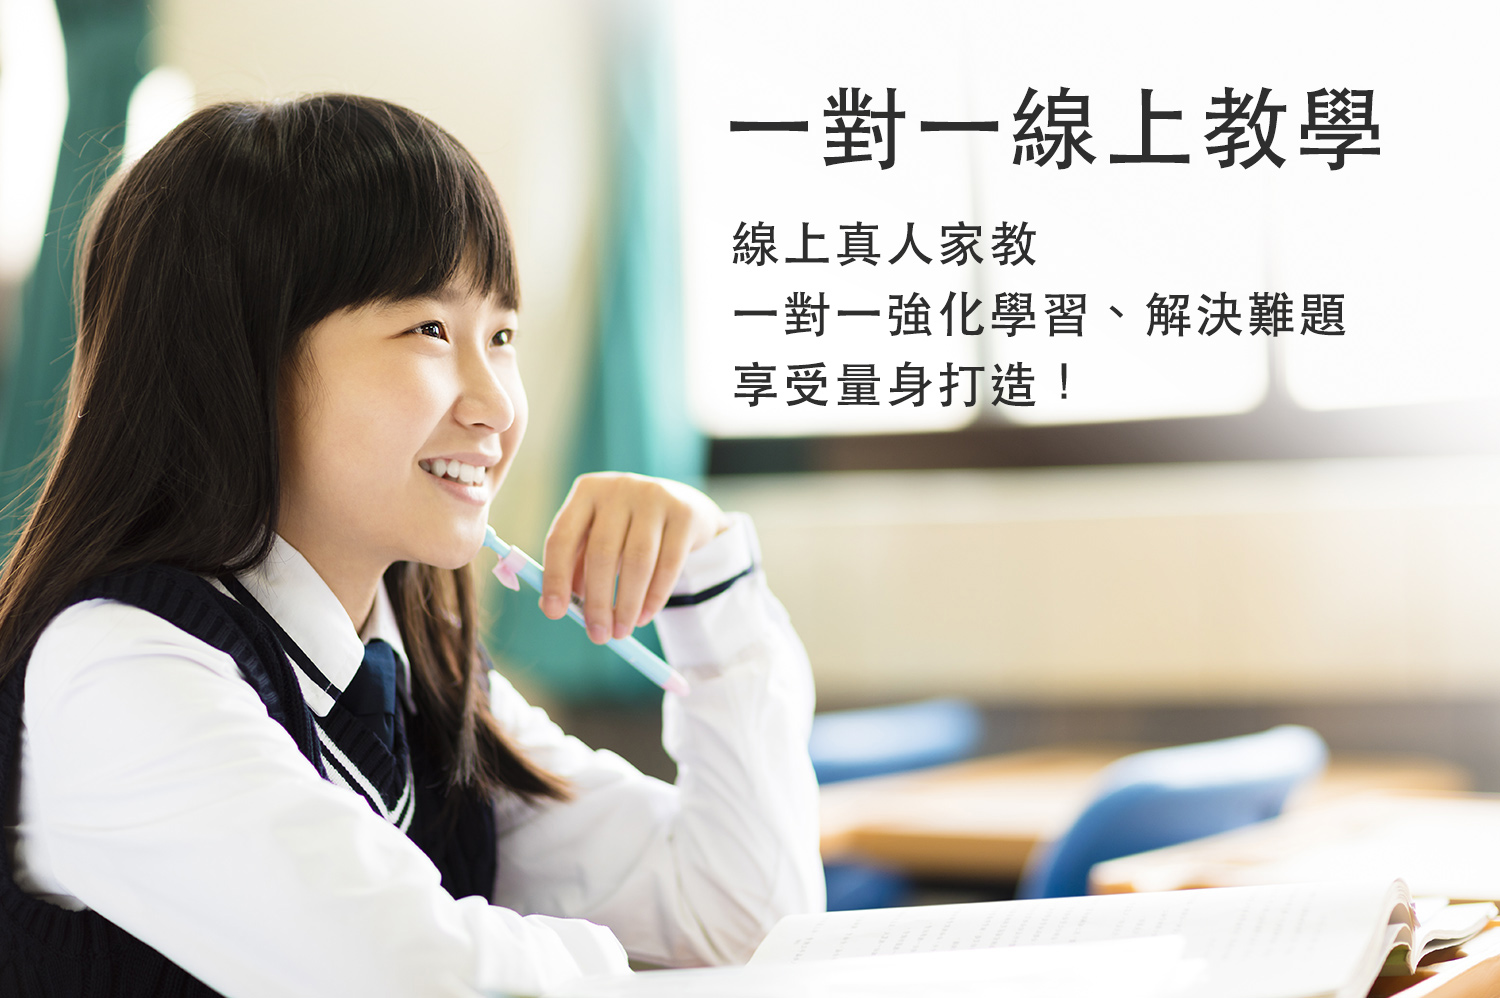 一對一線上教學
線上真人家教
一對一強化學習、解決難題
享受量身打造！